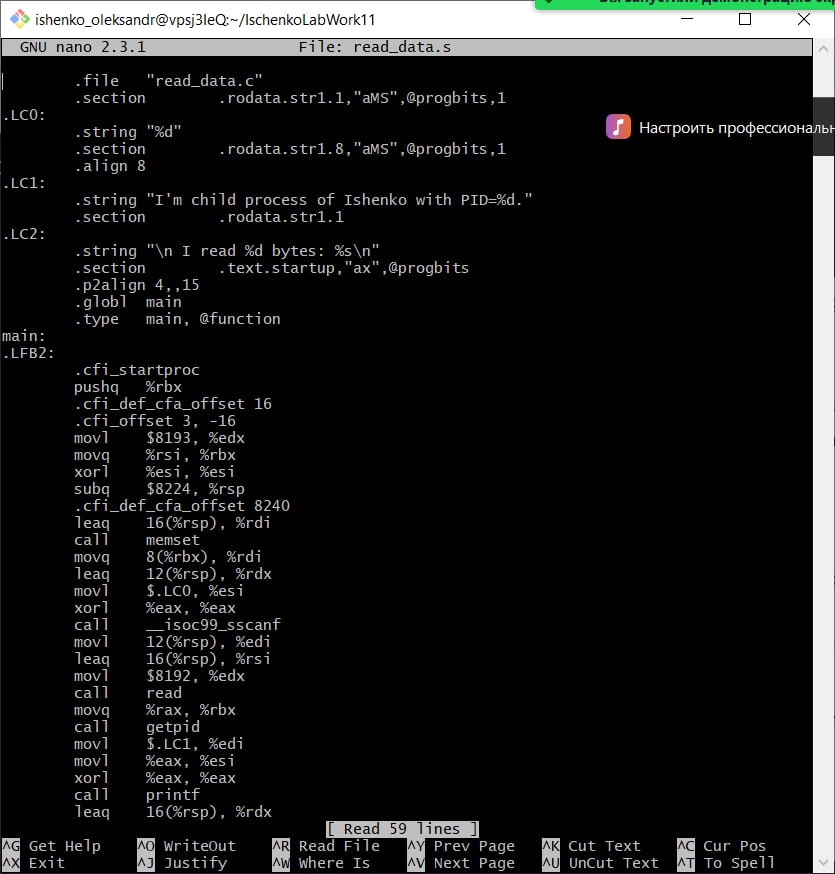 ishenko_oleksandr@vpsj3IeQ:~/IschenkoLabWork11
GNU nano 2.3.1 File: read_data.s
.file "read_data.c"
.section .rodata.str1.1,"aMS",@progbits,1
.LC0:
.string "%d"
.section .rodata.str1.8,"aMS",@progbits,1
.align 8
.LC1:
.string "I'm child process of Ishenko with PID=%d."
.section .rodata.str1.1
.LC2:
.string "\n I read %d bytes: %s\n"
.section .text.startup,"ax",@progbits
.p2align 4,,15
.globl main
.type main, @function
main:
.LFB2:
.cfi_startproc
pushq %rbx
.cfi_def_cfa_offset 16
.cfi_offset 3, -16
movl $8193, %edx
movq %rsi, %rbx
xorl %esi, %esi
subq $8224, %rsp
.cfi_def_cfa_offset 8240
leaq 16(%rsp), %rdi
call memset
movq 8(%rbx), %rdi
leaq 12(%rsp), %rdx
movl $.LC0, %esi
xorl %eax, %eax
call __isoc99_sscanf
movl 12(%rsp), %edi
leaq 16(%rsp), %rsi
movl $8192, %edx
call read
movq %rax, %rbx
call getpid
movl $.LC1, %edi
movl %eax, %esi
xorl %eax, %eax
call printf
leaq 16(%rsp), %rdx
[ Read 59 lines ]
^G Get Help ^O WriteOut ^R Read File ^Y Prev Page ^K Cut Text ^C Cur Pos
^X Exit ^J Justify ^W Where Is ^V Next Page ^U UnCut Text ^T To Spell
Настроить